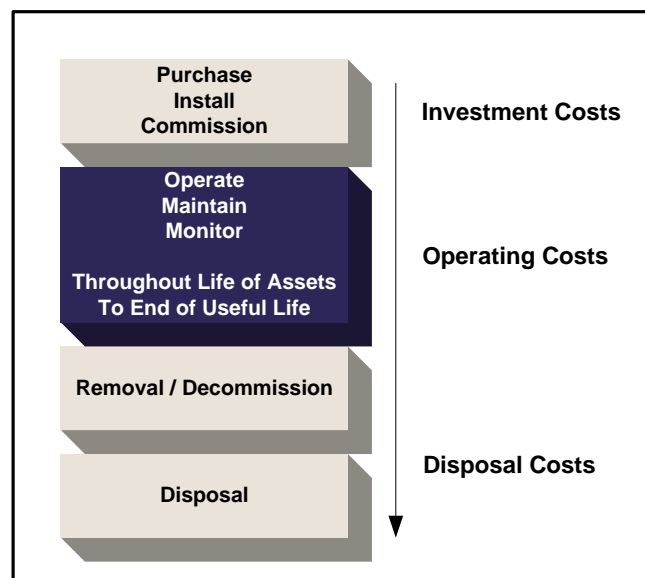 Purchase
Install
Commission
Investment Costs
Operate
Maintain
Monitor
Throughout Life of Assets
To End of Useful Life
Operating Costs
Removal / Decommission
Disposal Costs
Disposal